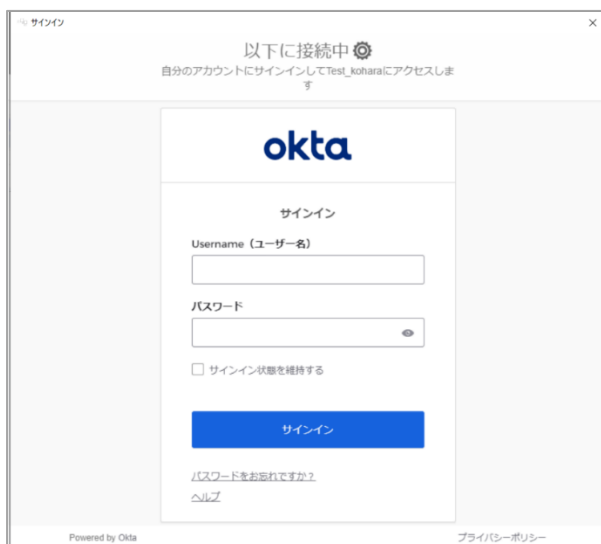 サインイン
以下に接続中
自分のアカウントにサインインしてTest_koharaにアクセスしま
す
okta
サインイン
Username（ユーザー名）
パスワード
サインイン状態を維持する
サインイン
パスワードをお忘れですか？
ヘルプ
Powered by Okta
プライバシーポリシー